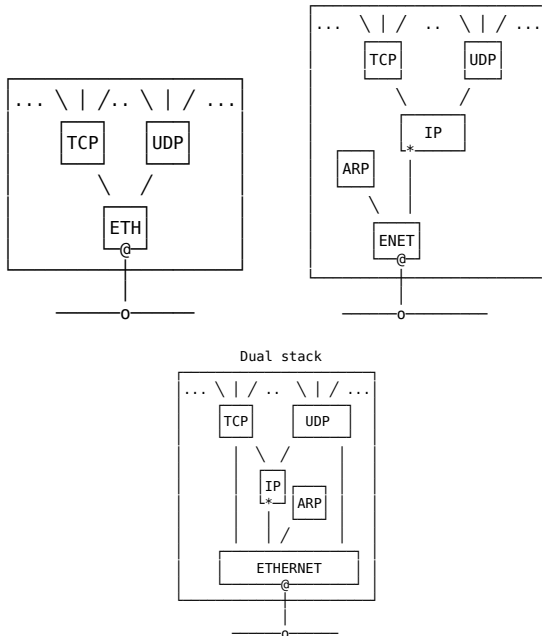 ... \ | /.. \ | / ...
TCP UDP
\ /
ETH
@
o
... \ | / .. \ | / ...
TCP UDP
\ /
IP
*
ARP
\
ENET
@
o
Dual stack
... \ | / .. \ | / ...
TCP UDP
\ /
IP
* ARP
/
ETHERNET
@
o